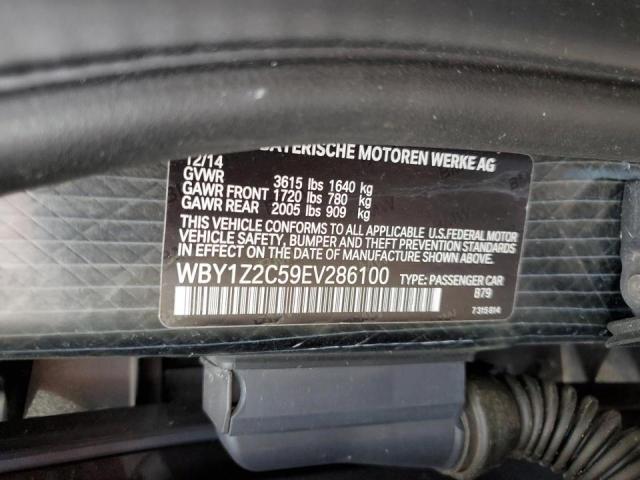 BAYERISCHE MOTOREN WERKE AG
12/14
GVWR 3615 lbs 1640 kg
GAWR FRONT 1720 lbs 780 kg
GAWR REAR 2005 lbs 909 kg
THIS VEHICLE CONFORMS TO ALL APPLICABLE U.S.FEDERAL MOTOR
VEHICLE SAFETY, BUMPER AND THEFT PREVENTION STANDARDS
IN EFFECT ON THE DATE OF MANUFACTURE SHOWN ABOVE.
WBY1Z2C59EV286100 TYPE: PASSENGER CAR
B79
7315814